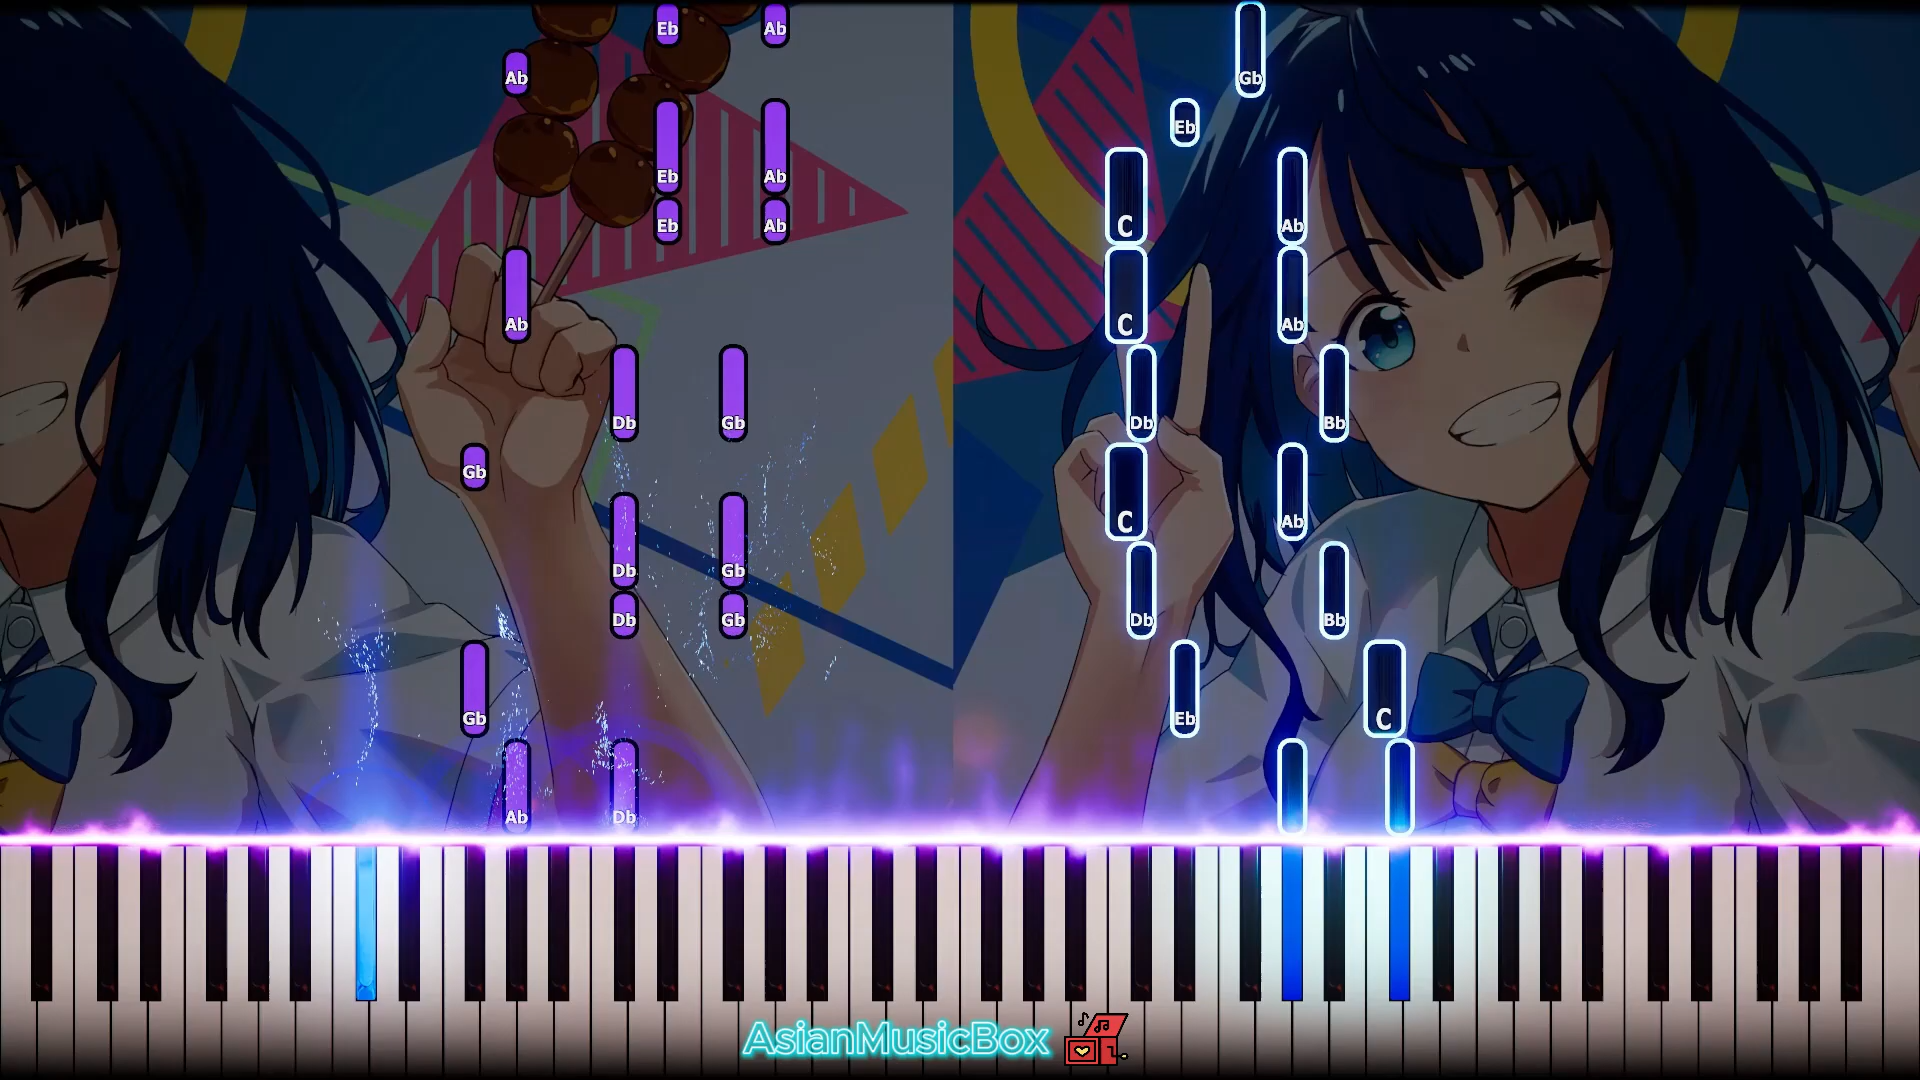 Eb Ab
Ab Gb
Eb
Eb Ab
Eb Ab C Ab
Ab C Ab
Db Gb Db Bb
Gb
C Ab
Db Gb
Db Gb Db Bb
Gb Eb C
Ab Db
AsianMusicBox